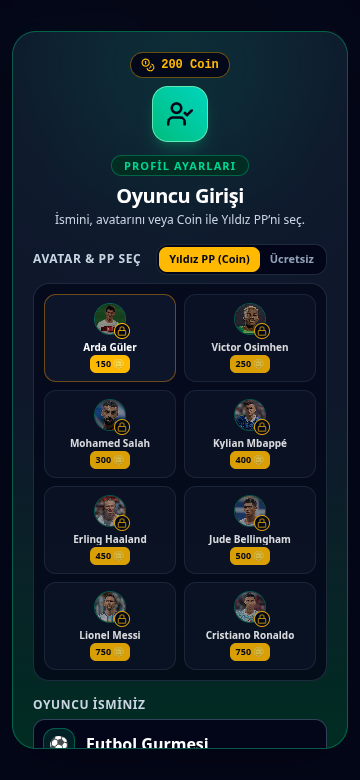 200 Coin
PROFİL AYARLARI
Oyuncu Girişi
İsmini, avatarını veya Coin ile Yıldız PP'ni seç.
AVATAR & PP SEÇ
Yıldız PP (Coin)
Ücretsiz
Arda Güler
150
Victor Osimhen
250
Mohamed Salah
300
Kylian Mbappé
400
Erling Haaland
450
Jude Bellingham
500
Lionel Messi
750
Cristiano Ronaldo
750
OYUNCU İSMİNİZ
Futbol Gurmesi